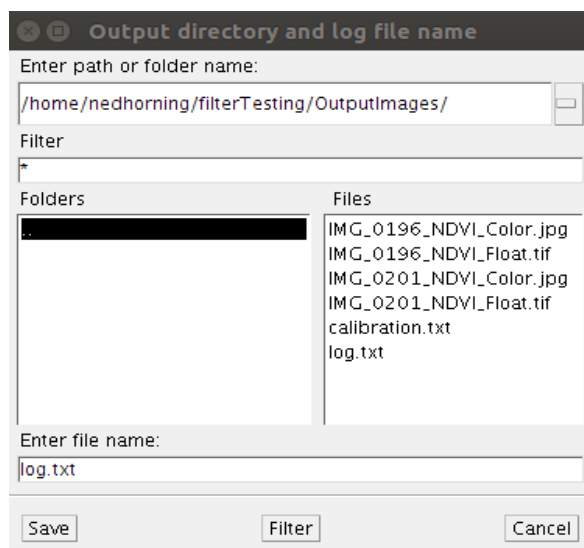 Output directory and log file name
Enter path or folder name:
/home/nedhorning/filterTesting/OutputImages/
Filter
*
Folders
..
Files
IMG_0196_NDVI_Color.jpg
IMG_0196_NDVI_Float.tif
IMG_0201_NDVI_Color.jpg
IMG_0201_NDVI_Float.tif
calibration.txt
log.txt
Enter file name:
log.txt
Save
Filter
Cancel